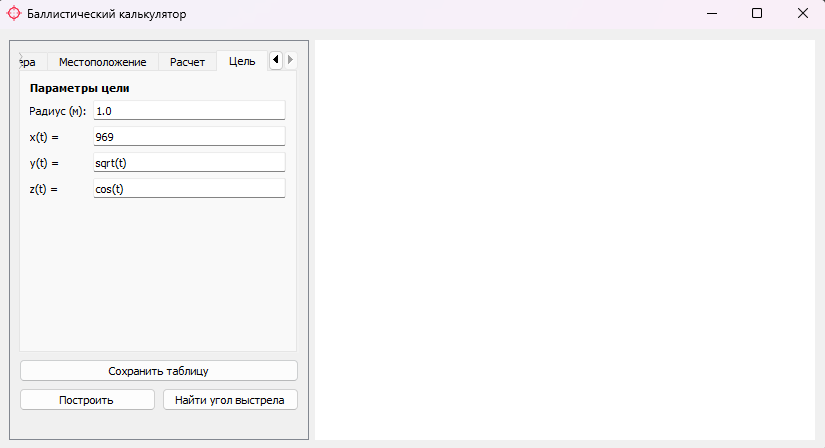 Баллистический калькулятор
ера Местоположение Расчет Цель
Параметры цели
Радиус (м): 1.0
x(t) = 969
y(t) = sqrt(t)
z(t) = cos(t)
Сохранить таблицу
Построить Найти угол выстрела